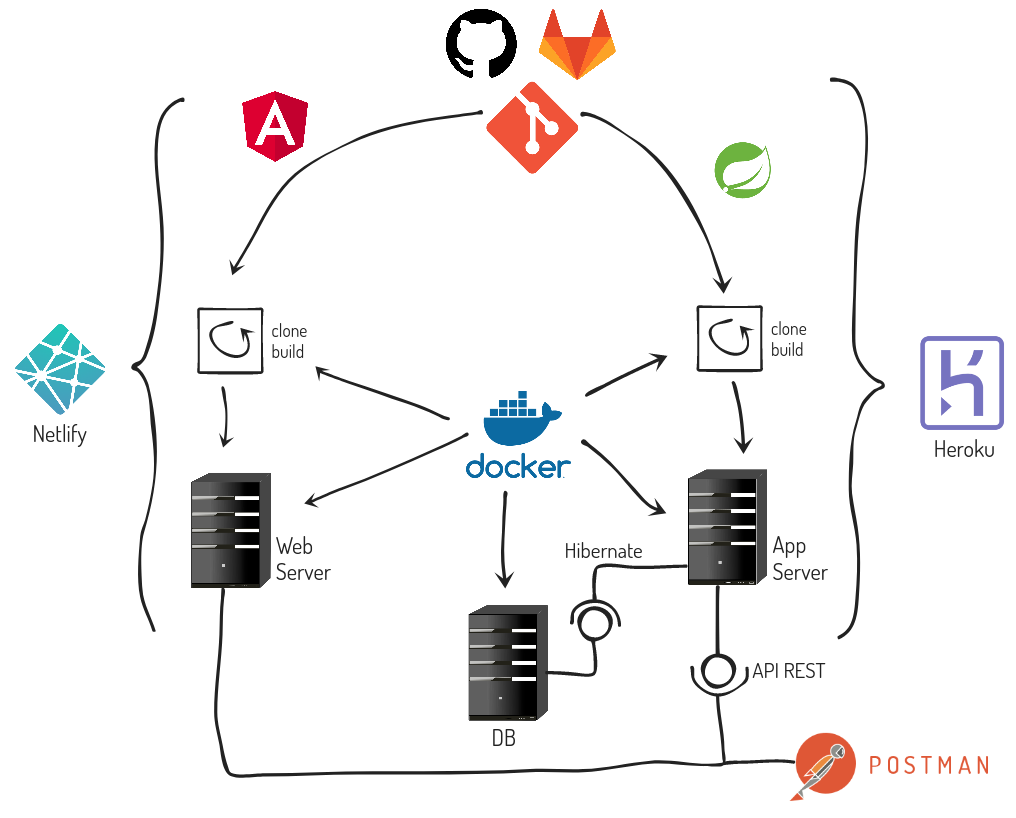 A
clone
build
clone
build
Netlify
docker
Heroku
Web
Server
Hibernate
App
Server
API REST
DB
POSTMAN